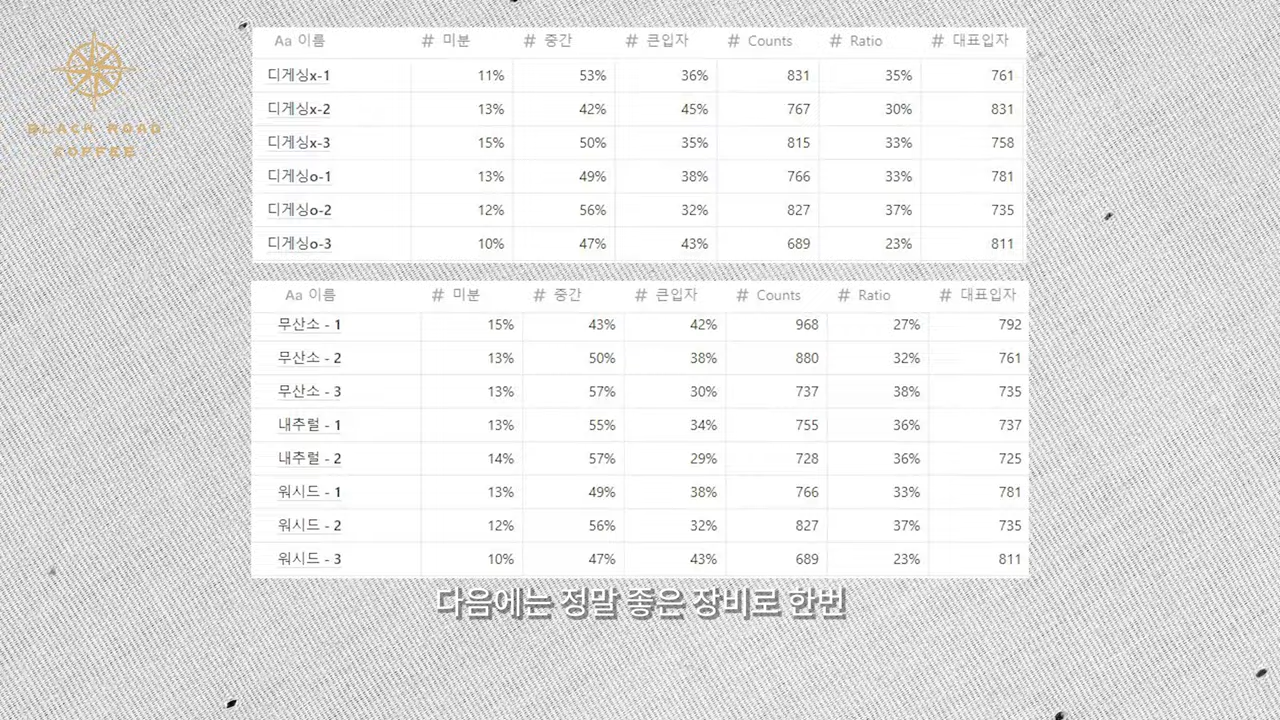 Aa 이름 # 미분 # 중간 # 큰입자 # Counts # Ratio # 대표입자
디게싱x-1 11% 53% 36% 831 35% 761
디게싱x-2 13% 42% 45% 767 30% 831
디게싱x-3 15% 50% 35% 815 33% 758
디게싱o-1 13% 49% 38% 766 33% 781
디게싱o-2 12% 56% 32% 827 37% 735
디게싱o-3 10% 47% 43% 689 23% 811
BLACK ROAD
COFFEE
Aa 이름 # 미분 # 중간 # 큰입자 # Counts # Ratio # 대표입자
무산소 - 1 15% 43% 42% 968 27% 792
무산소 - 2 13% 50% 38% 880 32% 761
무산소 - 3 13% 57% 30% 737 38% 735
내추럴 - 1 13% 55% 34% 755 36% 737
내추럴 - 2 14% 57% 29% 728 36% 725
워시드 - 1 13% 49% 38% 766 33% 781
워시드 - 2 12% 56% 32% 827 37% 735
워시드 - 3 10% 47% 43% 689 23% 811
다음에는 정말 좋은 장비로 한번